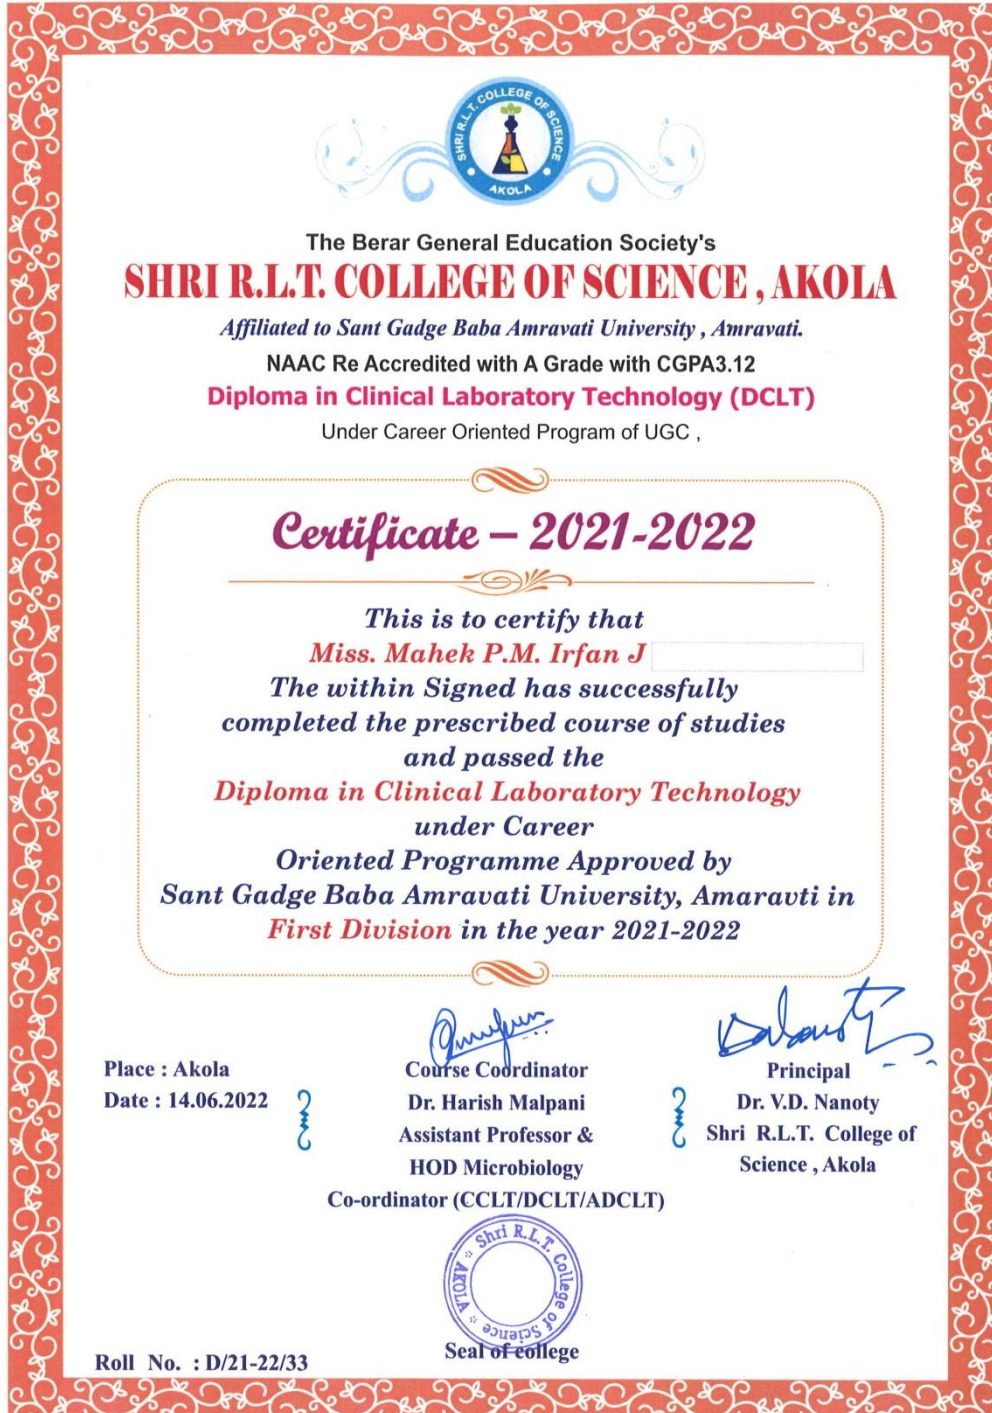 SHRI R.L.T. COLLEGE OF SCIENCE
AKOLA
The Berar General Education Society's
SHRI R.L.T. COLLEGE OF SCIENCE , AKOLA
Affiliated to Sant Gadge Baba Amravati University , Amravati.
NAAC Re Accredited with A Grade with CGPA3.12
Diploma in Clinical Laboratory Technology (DCLT)
Under Career Oriented Program of UGC ,
Certificate – 2021-2022
This is to certify that
Miss. Mahek P.M. Irfan J
The within Signed has successfully
completed the prescribed course of studies
and passed the
Diploma in Clinical Laboratory Technology
under Career
Oriented Programme Approved by
Sant Gadge Baba Amravati University, Amaravti in
First Division in the year 2021-2022
Place : Akola
Date : 14.06.2022
Course Coordinator
Dr. Harish Malpani
Assistant Professor &
HOD Microbiology
Co-ordinator (CCLT/DCLT/ADCLT)
Principal
Dr. V.D. Nanoty
Shri R.L.T. College of
Science , Akola
Shri R.L.T. College of Science
AKOLA
Seal of college
Roll No. : D/21-22/33